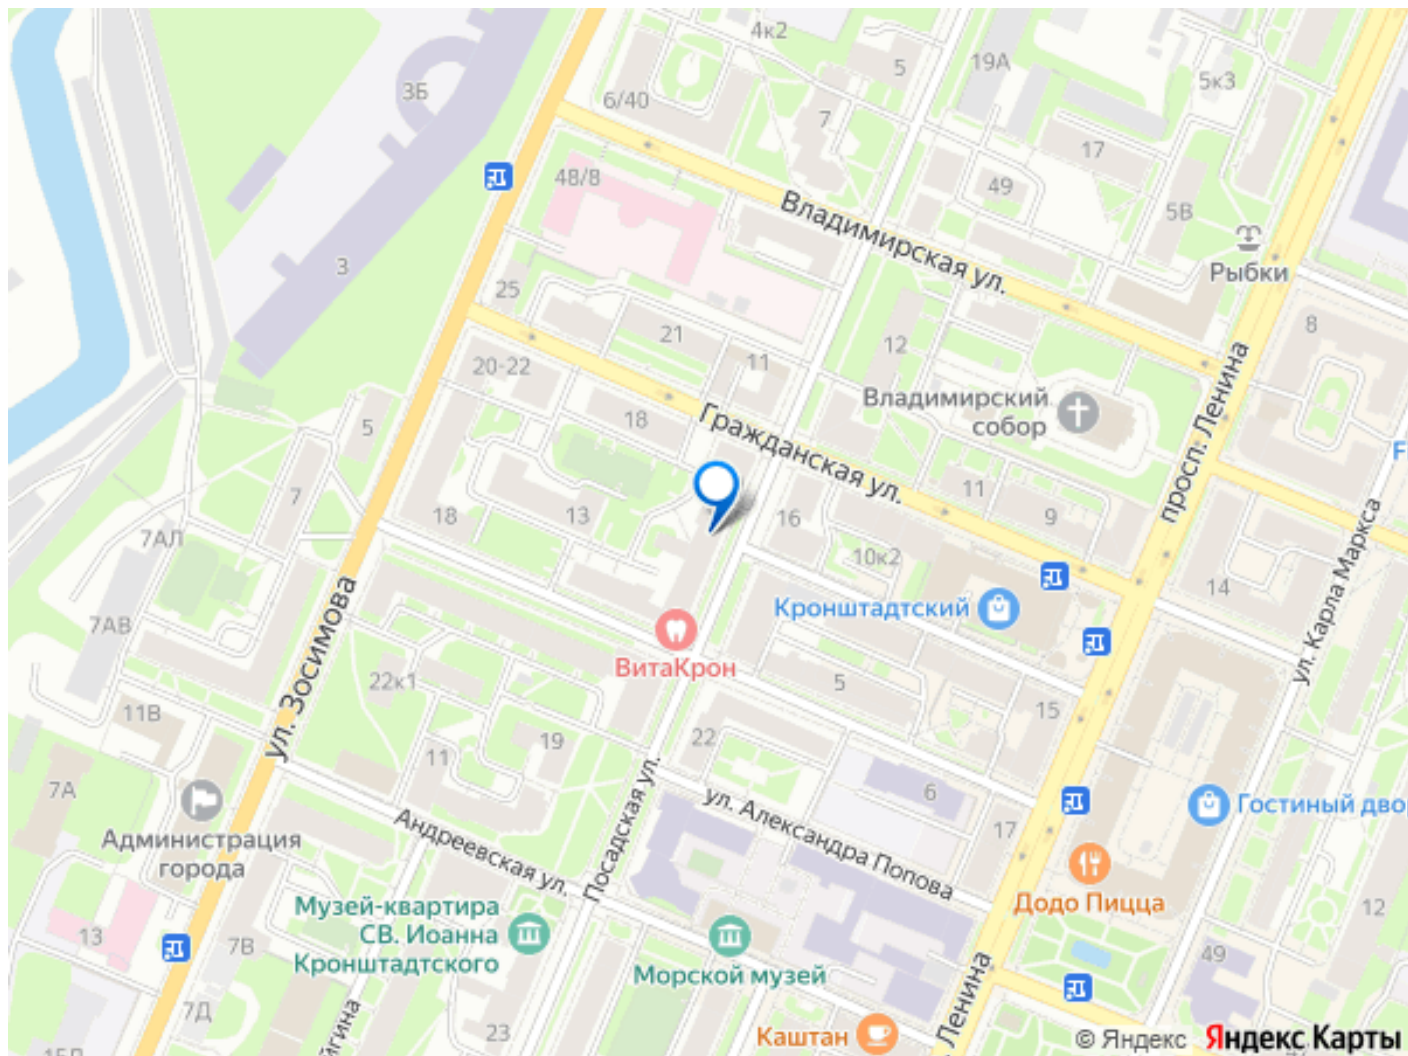 4к2
5
19А
5к3
3Б
6/40
7
17
48/8
49
5В
Владимирская ул.
Рыбки
3
25
21
11
12
8
20-22
Владимирский
собор
просп. Ленина
5
18
Гражданская ул.
F
7
18
13
16
11
9
ул. Карла Маркса
7АЛ
10к2
14
7АВ
Кронштадтский
ул. Зосимова
ВитаКрон
22к1
5
15
11В
11
19
22
7А
6
Гостиный двор
Посадская ул.
ул. Александра Попова
17
Администрация
города
Андреевская ул.
Додо Пицца
Музей-квартира
СВ. Иоанна
Кронштадтского
12
13
7В
Морской музей
49
7Д
23
Каштан
Ленина
© Яндекс Яндекс Карты